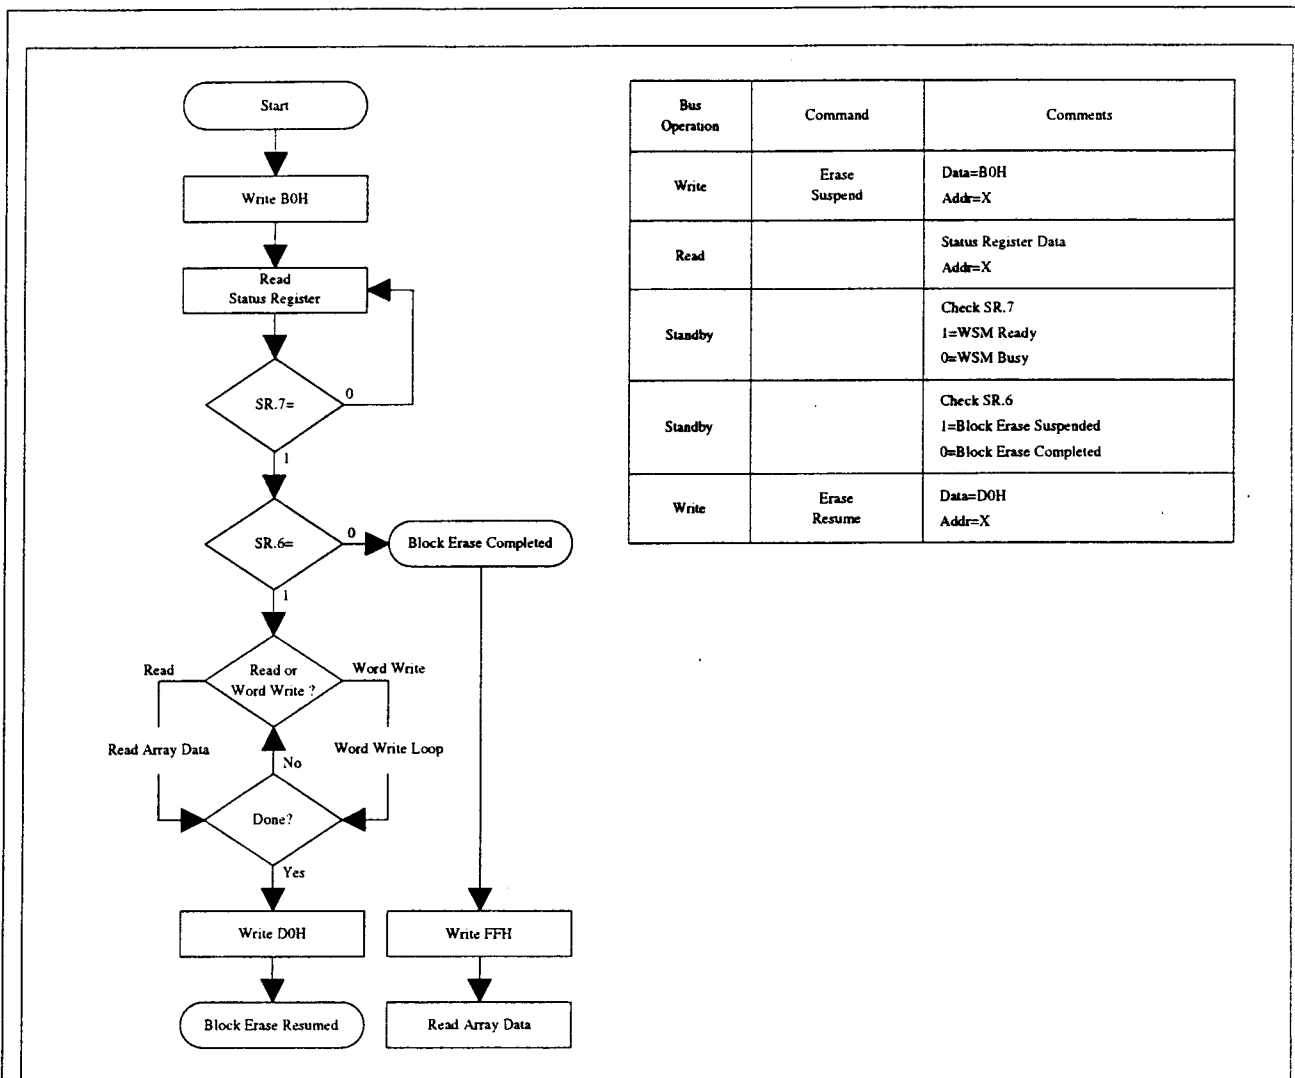 Start
Write B0H
Read
Status Register
SR.7=
0
1
SR.6=
0
Block Erase Completed
1
Read
Read or
Word Write ?
Word Write
Read Array Data
Word Write Loop
No
Done?
Yes
Write D0H
Write FFH
Block Erase Resumed
Read Array Data
Bus
Operation
Command
Comments
Write
Erase
Suspend
Data=B0H
Addr=X
Read
Status Register Data
Addr=X
Standby
Check SR.7
1=WSM Ready
0=WSM Busy
Standby
Check SR.6
1=Block Erase Suspended
0=Block Erase Completed
Write
Erase
Resume
Data=D0H
Addr=X